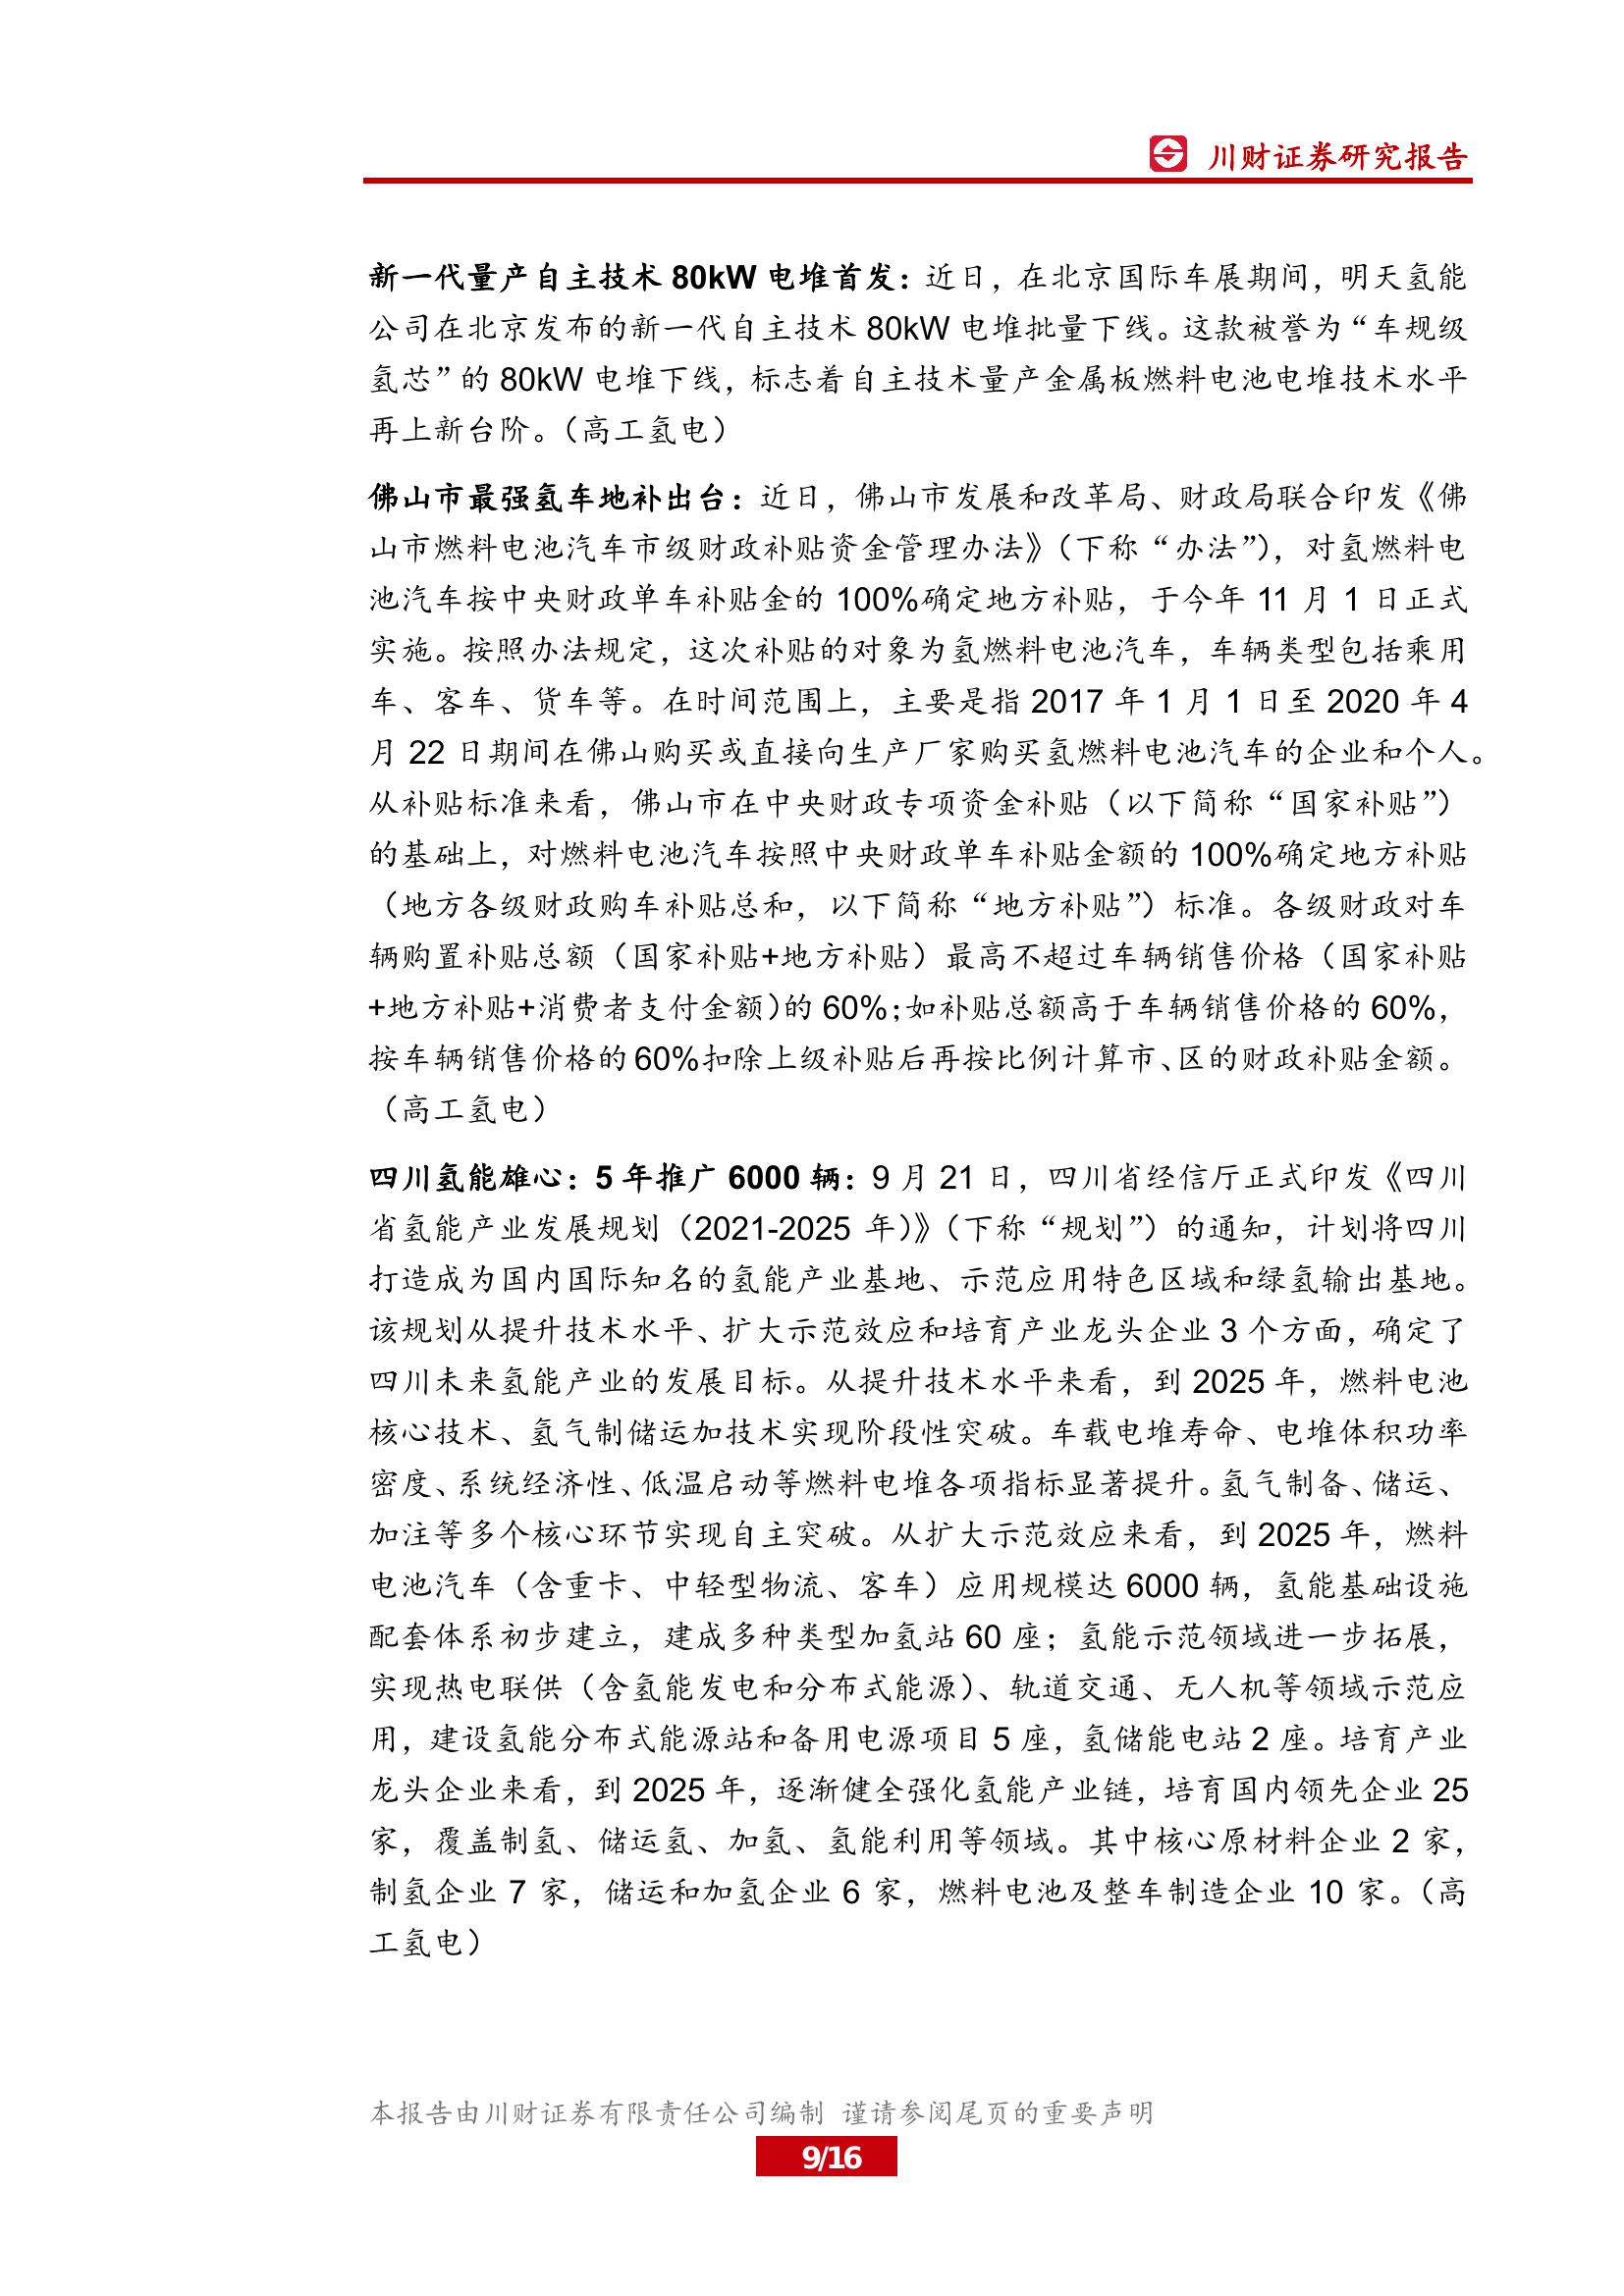 川财证券研究报告
新一代量产自主技术 80kW 电堆首发：近日，在北京国际车展期间，明天氢能
公司在北京发布的新一代自主技术 80kW 电堆批量下线。这款被誉为“车规级
氢芯”的 80kW 电堆下线，标志着自主技术量产金属板燃料电池电堆技术水平
再上新台阶。（高工氢电）
佛山市最强氢车地补出台：近日，佛山市发展和改革局、财政局联合印发《佛
山市燃料电池汽车市级财政补贴资金管理办法》（下称“办法”），对氢燃料电
池汽车按中央财政单车补贴金的 100%确定地方补贴，于今年 11 月 1 日正式
实施。按照办法规定，这次补贴的对象为氢燃料电池汽车，车辆类型包括乘用
车、客车、货车等。在时间范围上，主要是指 2017 年 1 月 1 日至 2020 年 4
月 22 日期间在佛山购买或直接向生产厂家购买氢燃料电池汽车的企业和个人。
从补贴标准来看，佛山市在中央财政专项资金补贴（以下简称“国家补贴”）
的基础上，对燃料电池汽车按照中央财政单车补贴金额的 100%确定地方补贴
（地方各级财政购车补贴总和，以下简称“地方补贴”）标准。各级财政对车
辆购置补贴总额（国家补贴+地方补贴）最高不超过车辆销售价格（国家补贴
+地方补贴+消费者支付金额）的 60%；如补贴总额高于车辆销售价格的 60%，
按车辆销售价格的 60%扣除上级补贴后再按比例计算市、区的财政补贴金额。
（高工氢电）
四川氢能雄心：5 年推广 6000 辆：9 月 21 日，四川省经信厅正式印发《四川
省氢能产业发展规划（2021-2025 年）》（下称“规划”）的通知，计划将四川
打造成为国内国际知名的氢能产业基地、示范应用特色区域和绿氢输出基地。
该规划从提升技术水平、扩大示范效应和培育产业龙头企业 3 个方面，确定了
四川未来氢能产业的发展目标。从提升技术水平来看，到 2025 年，燃料电池
核心技术、氢气制储运加技术实现阶段性突破。车载电堆寿命、电堆体积功率
密度、系统经济性、低温启动等燃料电堆各项指标显著提升。氢气制备、储运、
加注等多个核心环节实现自主突破。从扩大示范效应来看，到 2025 年，燃料
电池汽车（含重卡、中轻型物流、客车）应用规模达 6000 辆，氢能基础设施
配套体系初步建立，建成多种类型加氢站 60 座；氢能示范领域进一步拓展，
实现热电联供（含氢能发电和分布式能源）、轨道交通、无人机等领域示范应
用，建设氢能分布式能源站和备用电源项目 5 座，氢储能电站 2 座。培育产业
龙头企业来看，到 2025 年，逐渐健全强化氢能产业链，培育国内领先企业 25
家，覆盖制氢、储运氢、加氢、氢能利用等领域。其中核心原材料企业 2 家，
制氢企业 7 家，储运和加氢企业 6 家，燃料电池及整车制造企业 10 家。（高
工氢电）
本报告由川财证券有限责任公司编制 谨请参阅尾页的重要声明
9/16